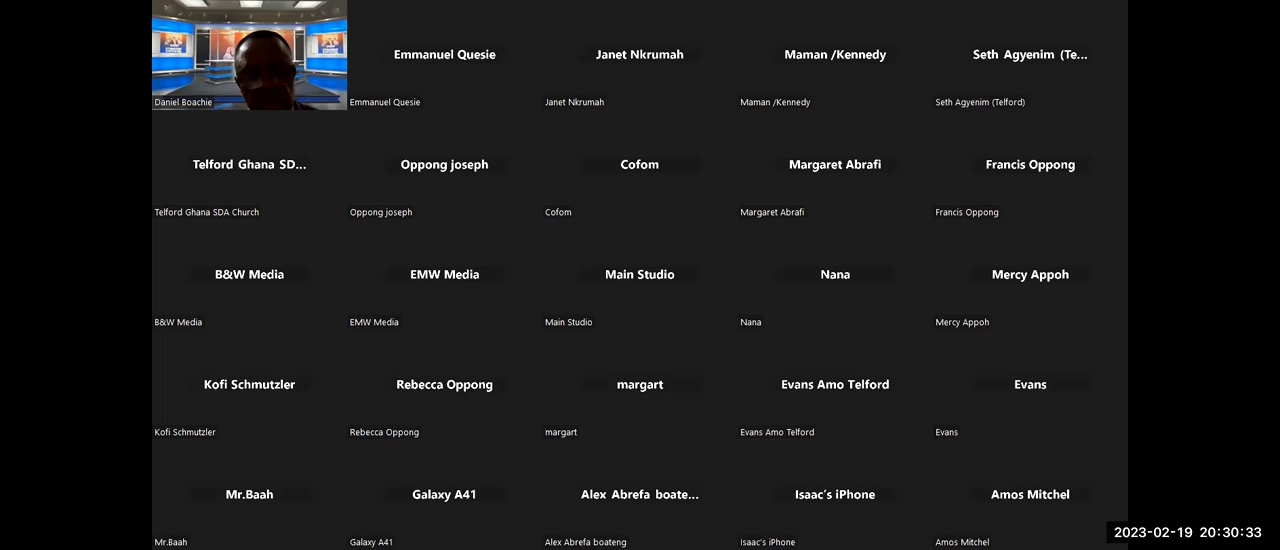 Emmanuel Quesie
Janet Nkrumah
Maman /Kennedy
Seth Agyenim (Te...
Daniel Boachie
Emmanuel Quesie
Janet Nkrumah
Maman /Kennedy
Seth Agyenim (Telford)
Telford Ghana SD...
Oppong joseph
Cofom
Margaret Abrafi
Francis Oppong
Telford Ghana SDA Church
Oppong joseph
Cofom
Margaret Abrafi
Francis Oppong
B&W Media
EMW Media
Main Studio
Nana
Mercy Appoh
B&W Media
EMW Media
Main Studio
Nana
Mercy Appoh
Kofi Schmutzler
Rebecca Oppong
margart
Evans Amo Telford
Evans
Kofi Schmutzler
Rebecca Oppong
margart
Evans Amo Telford
Evans
Mr.Baah
Galaxy A41
Alex Abrefa boate...
Isaac's iPhone
Amos Mitchel
Mr.Baah
Galaxy A41
Alex Abrefa boateng
Isaac's iPhone
Amos Mitchel
2023-02-19 20:30:33